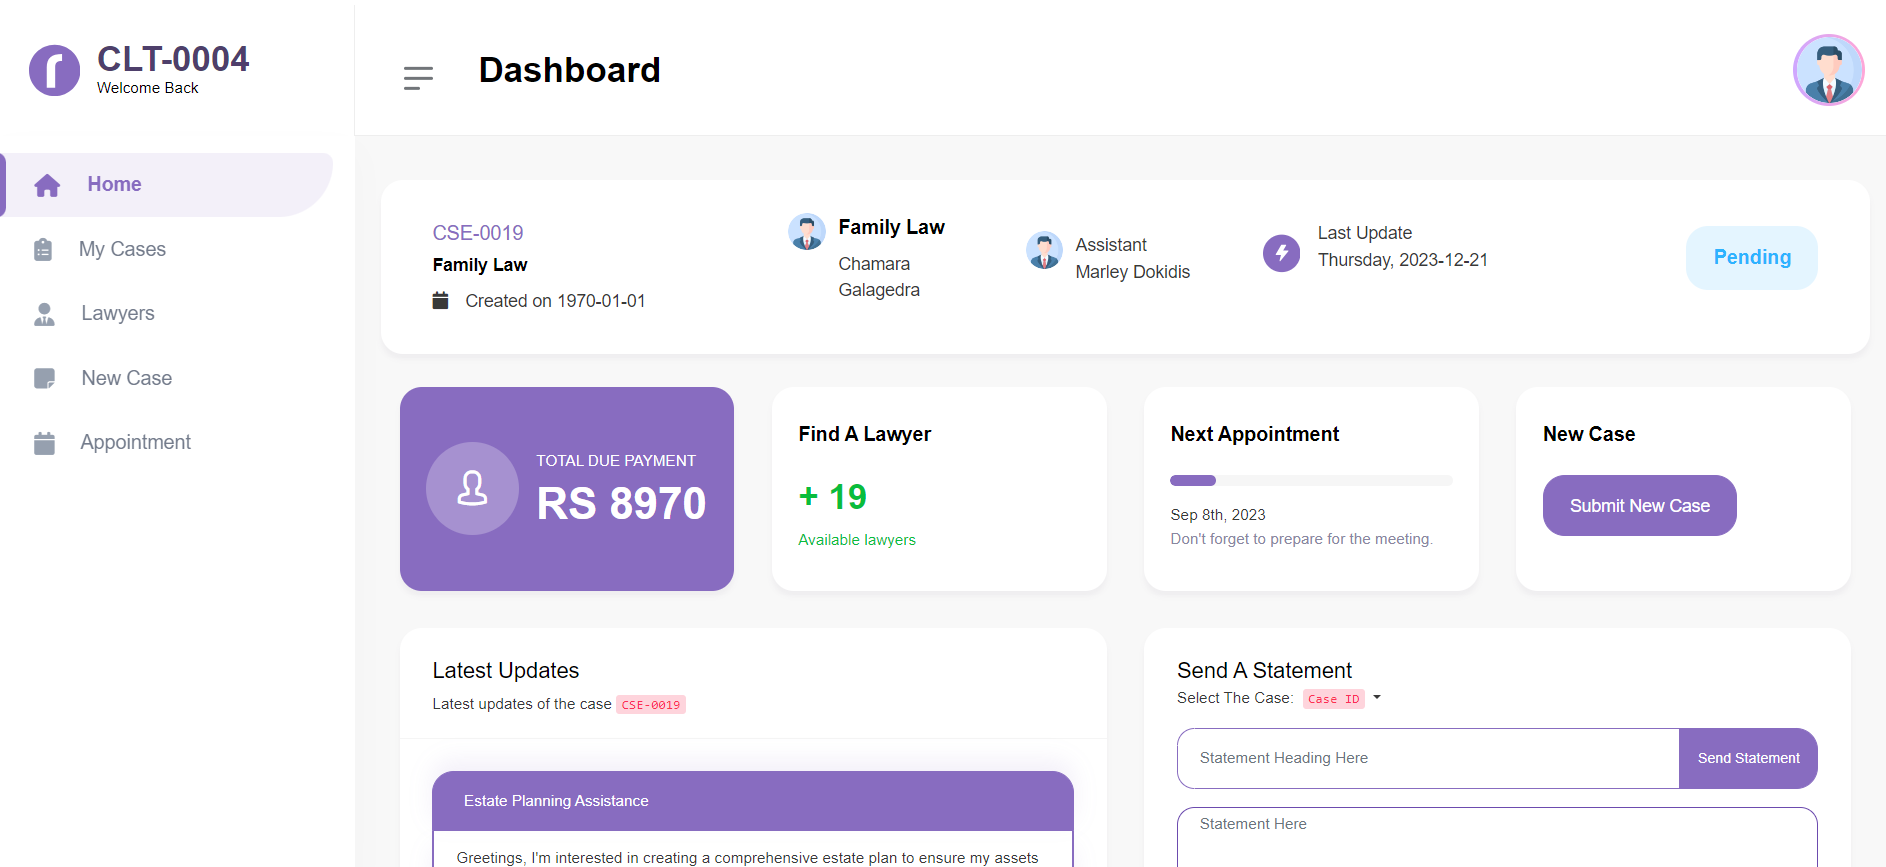 CLT-0004
Welcome Back
Dashboard
Home
My Cases
Lawyers
New Case
Appointment
CSE-0019
Family Law
Created on 1970-01-01
Family Law
Chamara
Galagedra
Assistant
Marley Dokidis
Last Update
Thursday, 2023-12-21
Pending
TOTAL DUE PAYMENT
RS 8970
Find A Lawyer
+ 19
Available lawyers
Next Appointment
Sep 8th, 2023
Don't forget to prepare for the meeting.
New Case
Submit New Case
Latest Updates
Latest updates of the case CSE-0019
Estate Planning Assistance
Greetings, I'm interested in creating a comprehensive estate plan to ensure my assets
Send A Statement
Select The Case: Case ID
Statement Heading Here
Send Statement
Statement Here